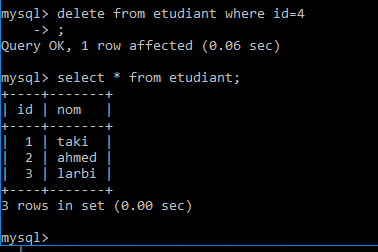 mysql> delete from etudiant where id=4
    -> ;
Query OK, 1 row affected (0.06 sec)

mysql> select * from etudiant;
+----+-------+
| id | nom   |
+----+-------+
|  1 | taki  |
|  2 | ahmed |
|  3 | larbi |
+----+-------+
3 rows in set (0.00 sec)

mysql>